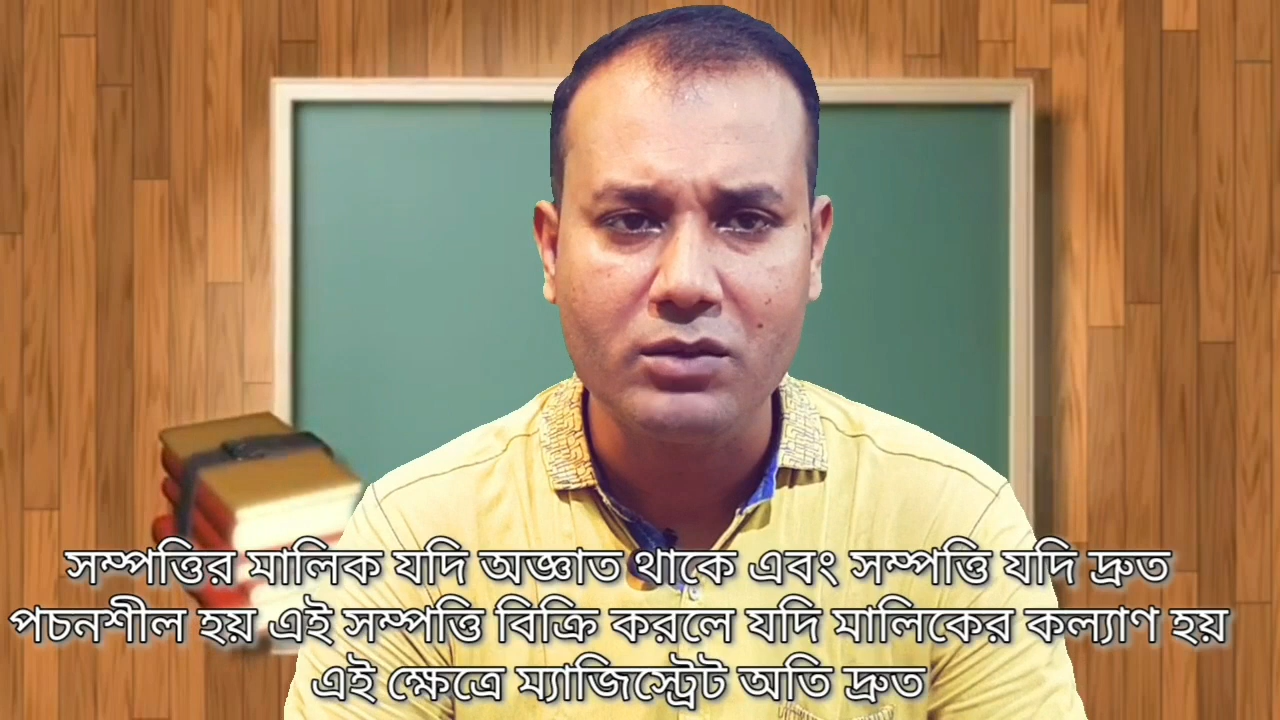 সম্পত্তির মালিক যদি অজ্ঞাত থাকে এবং সম্পত্তি যদি দ্রুত
পচনশীল হয় এই সম্পত্তি বিক্রি করলে যদি মালিকের কল্যাণ হয়
এই ক্ষেত্রে ম্যাজিস্ট্রেট অতি দ্রুত